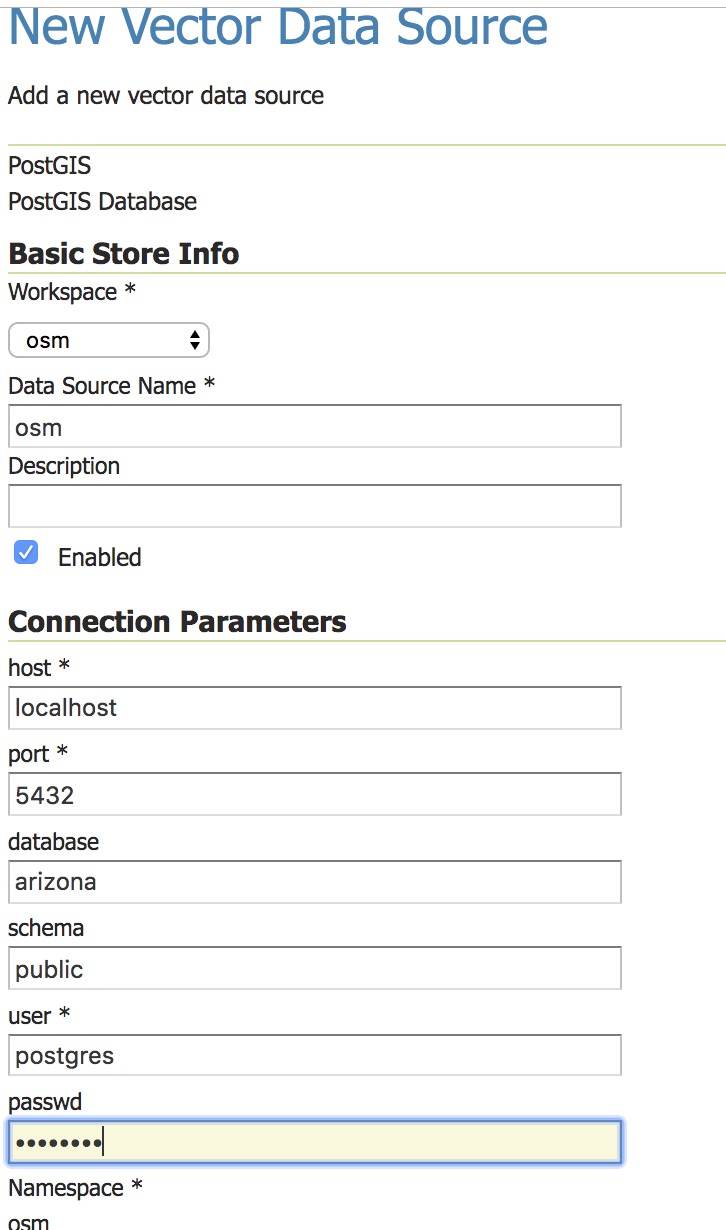 New Vector Data Source
Add a new vector data source
PostGIS
PostGIS Database
Basic Store Info
Workspace *
osm
Data Source Name *
osm
Description
Enabled
Connection Parameters
host *
localhost
port *
5432
database
arizona
schema
public
user *
postgres
passwd
••••••••
Namespace *
osm